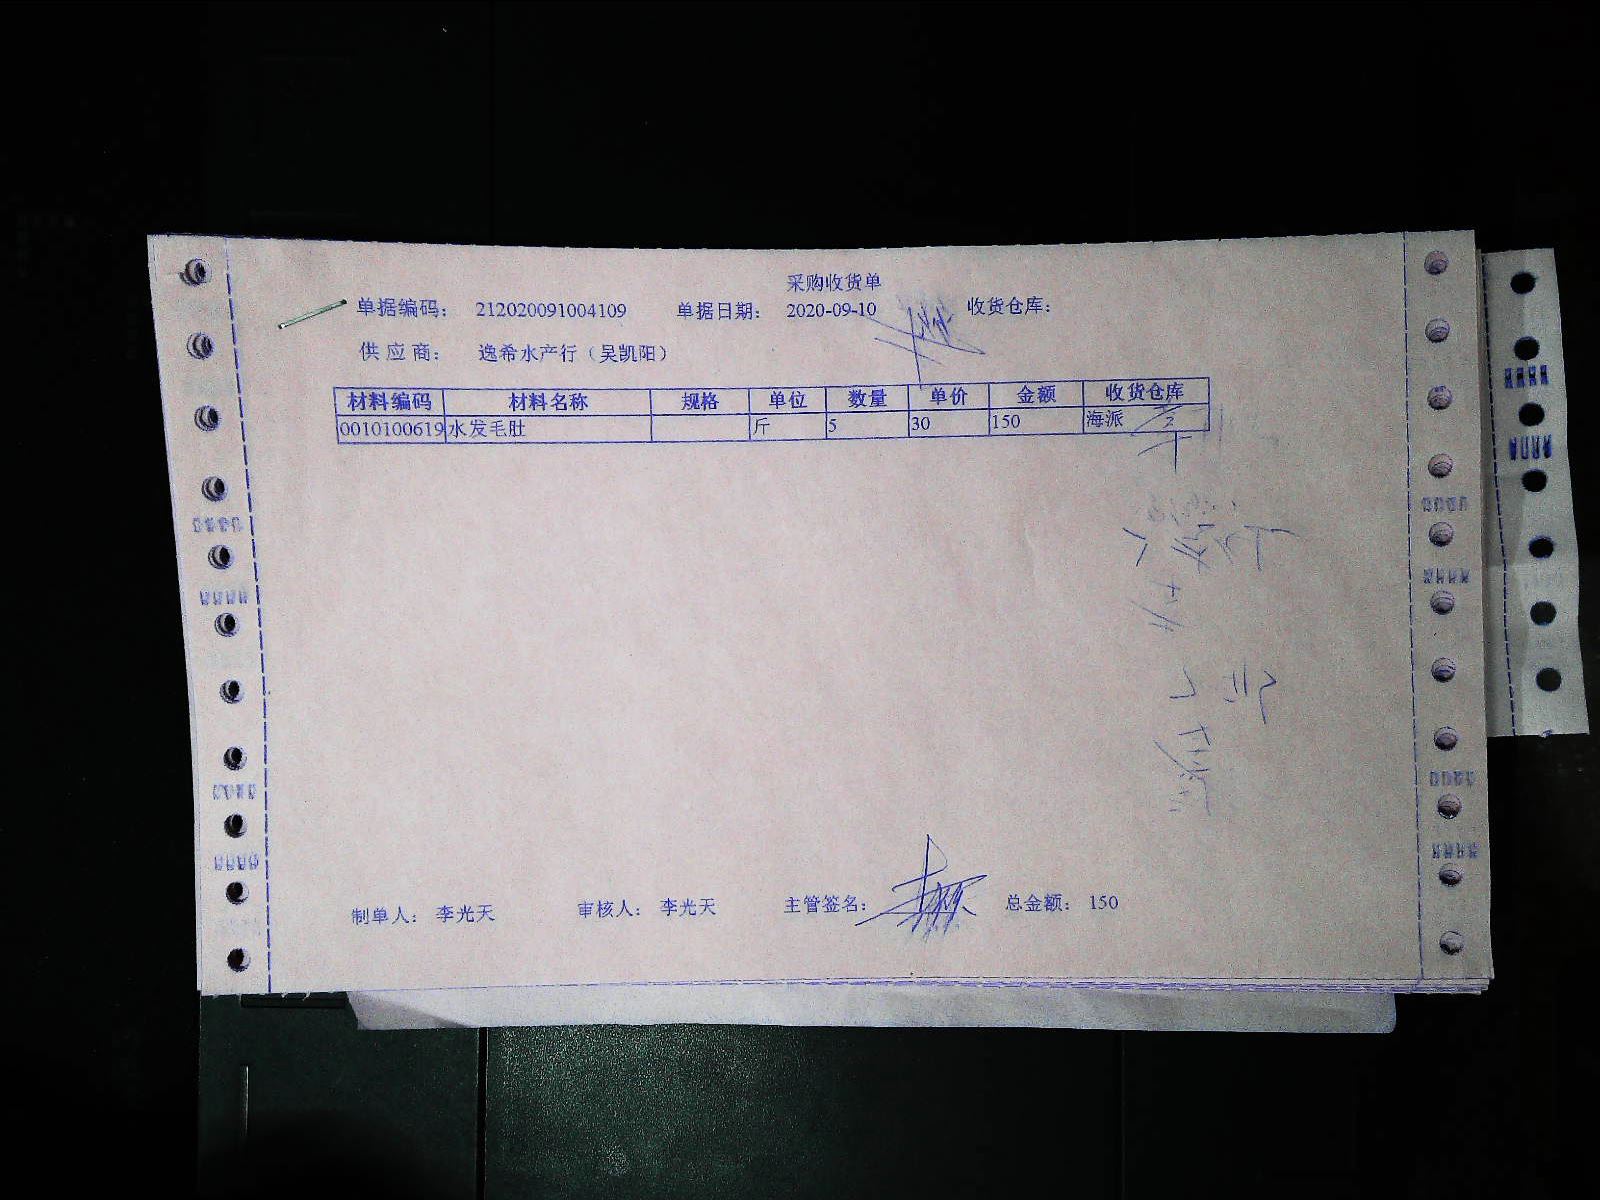 采购收货单
单据编码: 212020091004109 单据日期: 2020-09-10 收货仓库:
供应商: 逸希水产行（吴凯阳）
材料编码 材料名称 规格 单位 数量 单价 金额 收货仓库
0010100619 水发毛肚 斤 5 30 150 海派
制单人: 李光天 审核人: 李光天 主管签名: 总金额: 150